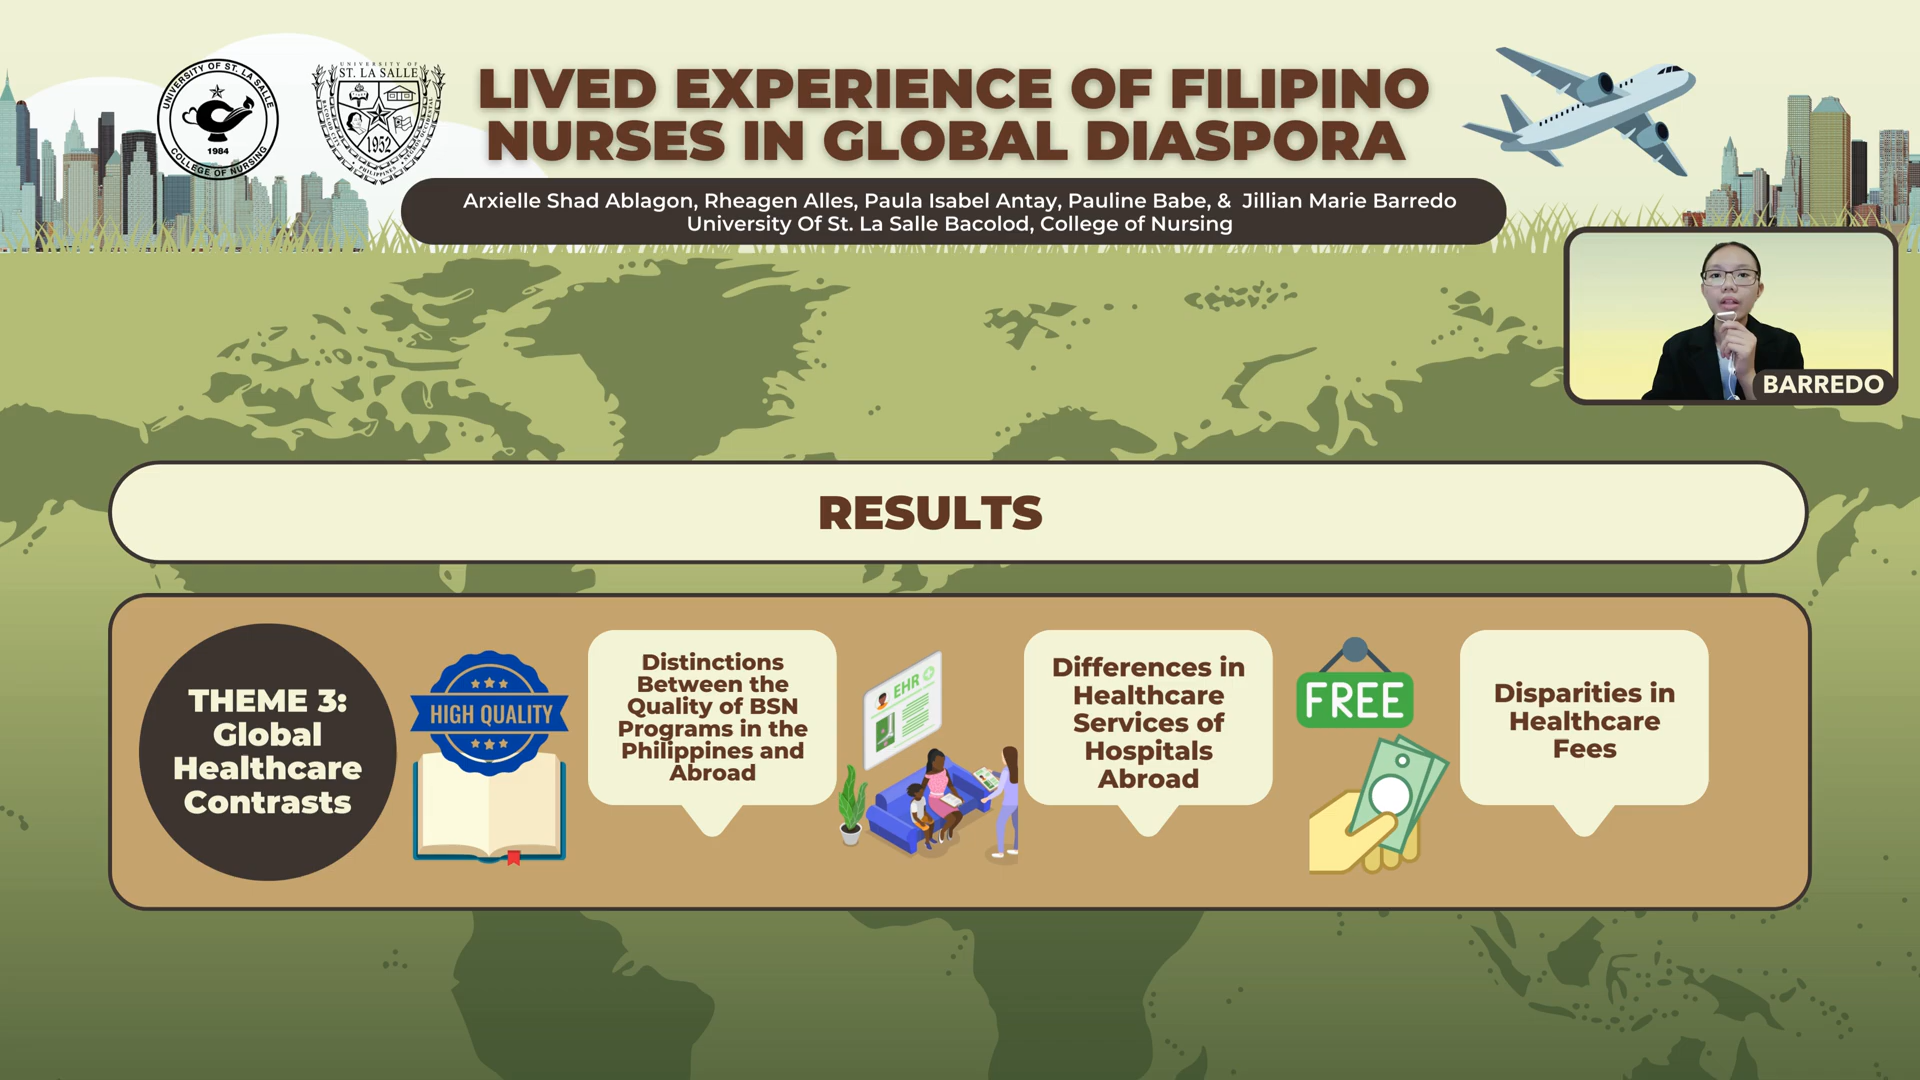 UNIVERSITY OF ST. LA SALLE
1984
COLLEGE OF NURSING
UNIVERSITY OF
ST. LA SALLE
1952
PHILIPPINES
LIVED EXPERIENCE OF FILIPINO
NURSES IN GLOBAL DIASPORA
Arxielle Shad Ablagon, Rheagen Alles, Paula Isabel Antay, Pauline Babe, & Jillian Marie Barredo
University Of St. La Salle Bacolod, College of Nursing
BARREDO
RESULTS
THEME 3:
Global
Healthcare
Contrasts
HIGH QUALITY
Distinctions
Between the
Quality of BSN
Programs in the
Philippines and
Abroad
EHR
Differences in
Healthcare
Services of
Hospitals
Abroad
FREE
Disparities in
Healthcare
Fees